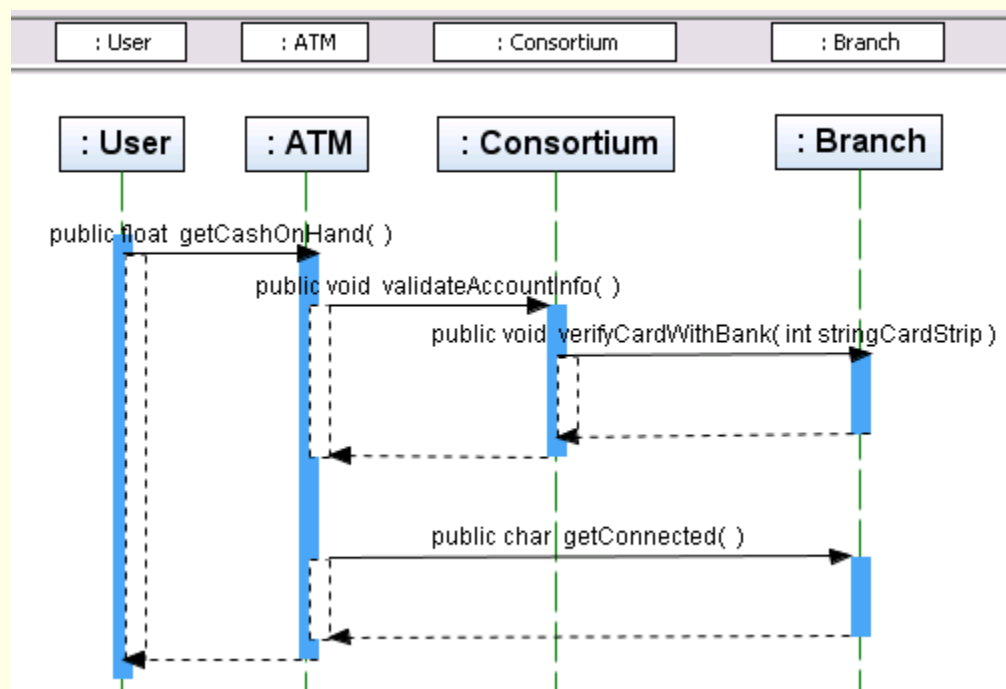 : User : ATM : Consortium : Branch
: User : ATM : Consortium : Branch
public float getCashOnHand( )
public void validateAccountInfo( )
public void verifyCardWithBank( int stringCardStrip )
public char getConnected( )